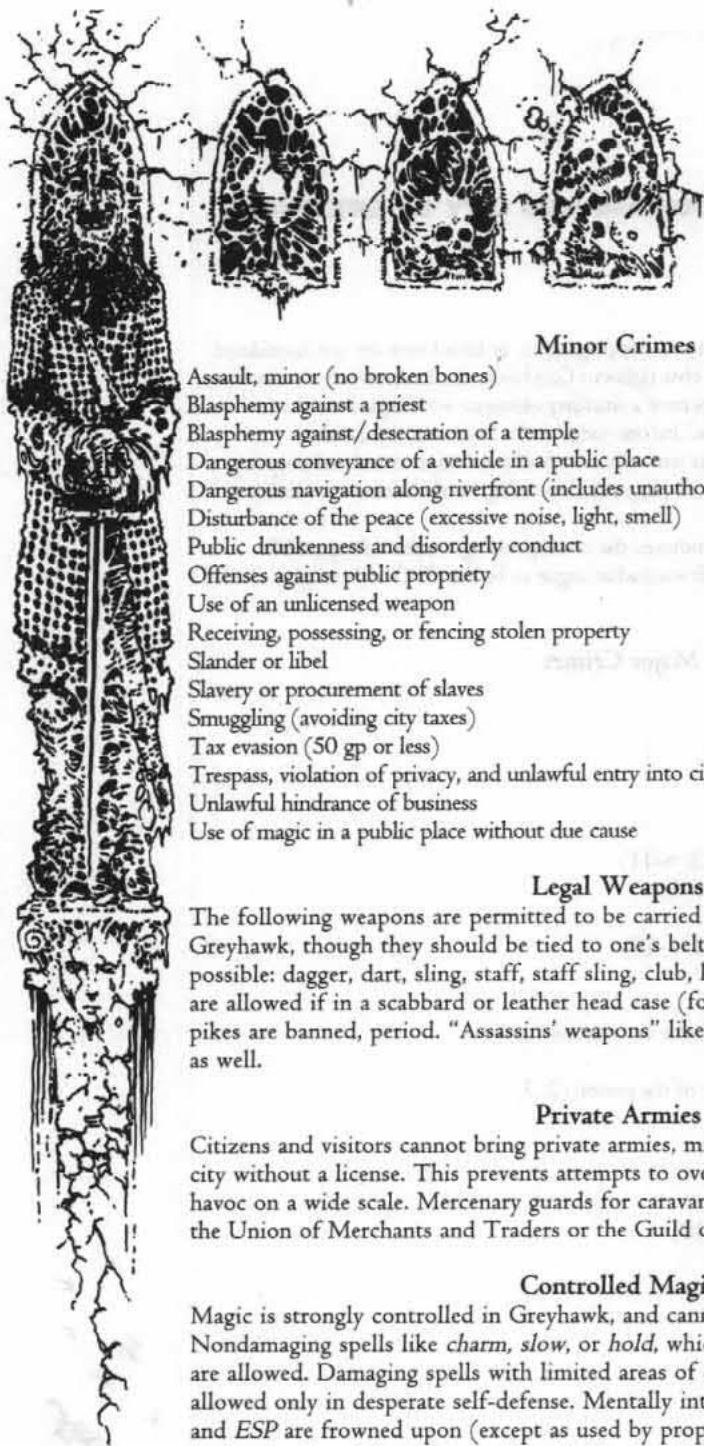 Minor Crimes
Assault, minor (no broken bones)
Blasphemy against a priest
Blasphemy against/desecration of a temple
Dangerous conveyance of a vehicle in a public place
Dangerous navigation along riverfront (includes unautho
Disturbance of the peace (excessive noise, light, smell)
Public drunkenness and disorderly conduct
Offenses against public propriety
Use of an unlicensed weapon
Receiving, possessing, or fencing stolen property
Slander or libel
Slavery or procurement of slaves
Smuggling (avoiding city taxes)
Tax evasion (50 gp or less)
Trespass, violation of privacy, and unlawful entry into ci
Unlawful hindrance of business
Use of magic in a public place without due cause
Legal Weapons
The following weapons are permitted to be carried
Greyhawk, though they should be tied to one's belt
possible: dagger, dart, sling, staff, staff sling, club,
are allowed if in a scabbard or leather head case (fo
pikes are banned, period. "Assassins' weapons" like
as well.
Private Armies
Citizens and visitors cannot bring private armies, m
city without a license. This prevents attempts to ove
havoc on a wide scale. Mercenary guards for caravan
the Union of Merchants and Traders or the Guild o
Controlled Magi
Magic is strongly controlled in Greyhawk, and cann
Nondamaging spells like charm, slow, or hold, whic
are allowed. Damaging spells with limited areas of
allowed only in desperate self-defense. Mentally int
and ESP are frowned upon (except as used by prop